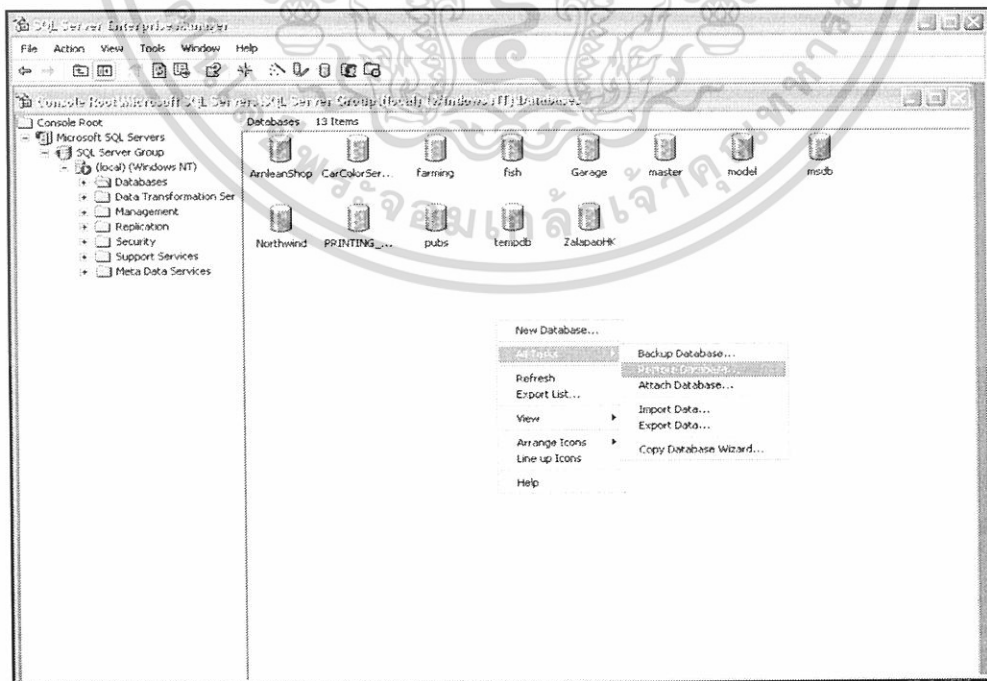 SQL Server Enterprise Manager
File Action View Tools Window Help
Console Root\Microsoft SQL Servers\SQL Server Group\(local) (Windows NT)\Databases
Console Root
Microsoft SQL Servers
SQL Server Group
(local) (Windows NT)
Databases
Data Transformation Ser
Management
Replication
Security
Support Services
Meta Data Services
Databases 13 Items
ArnleanShop CarColorSer... farming fish Garage master model msdb
Northwind PRINTING_... pubs tempdb ZalapaoHK
New Database...
All Tasks
Refresh
Export List...
View
Arrange Icons
Line up Icons
Help
Backup Database...
Restore Database...
Attach Database...
Import Data...
Export Data...
Copy Database Wizard...